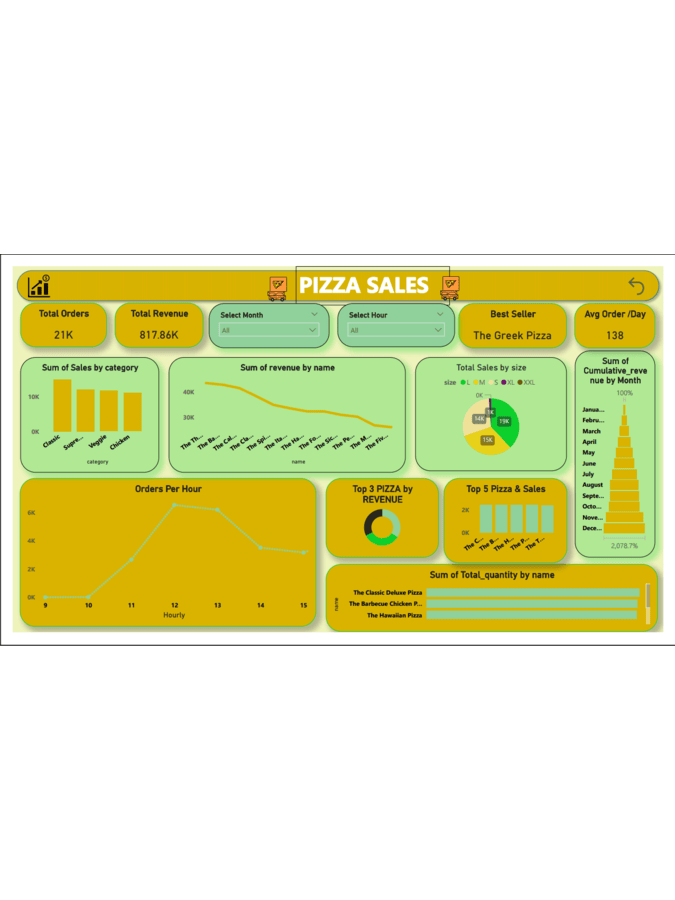 PIZZA SALES
Total Orders
21K
Total Revenue
817.86K
Select Month
All
Select Hour
All
Best Seller
The Greek Pizza
Avg Order /Day
138
Sum of Sales by category
10K
0K
Classic
Supre...
Veggie
Chicken
category
Sum of revenue by name
40K
30K
The Th...
The Ba...
The Cal...
The Cla...
The Spi...
The Ita...
The Ha...
The Fo...
The Sic...
The Pe...
The M...
The Fiv...
name
Total Sales by size
size L M S XL XXL
0K
1K
14K
19K
15K
Sum of
Cumulative_reve
nue by Month
100%
Janua...
Febru...
March
April
May
June
July
August
Septe...
Octo...
Nove...
Dece...
2,078.7%
Orders Per Hour
6K
4K
2K
0K
9 10 11 12 13 14 15
Hourly
Top 3 PIZZA by
REVENUE
Top 5 Pizza & Sales
2K
0K
The C...
The B...
The H...
The P...
The T...
Sum of Total_quantity by name
name
The Classic Deluxe Pizza
The Barbecue Chicken P...
The Hawaiian Pizza